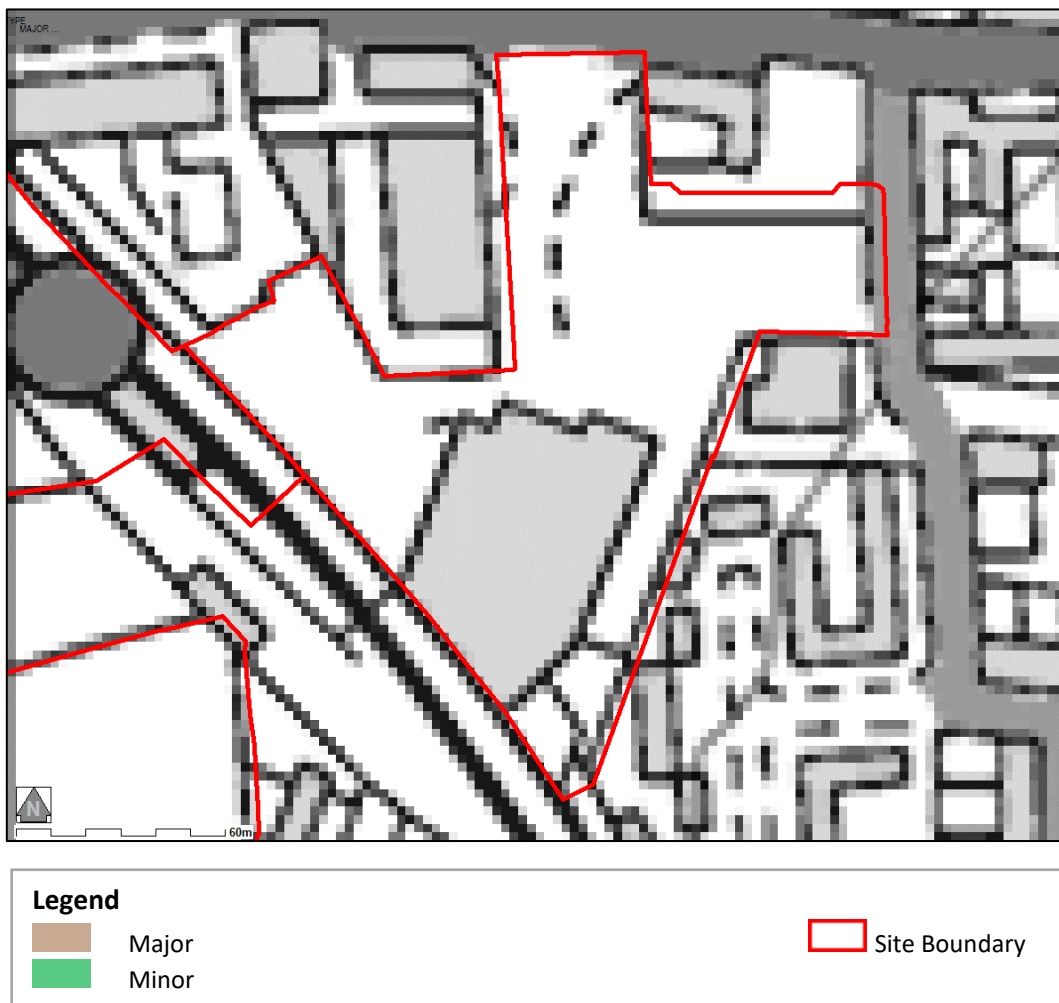 TYPE
MAJOR ...
N
60m
Legend
Major
Minor
Site Boundary